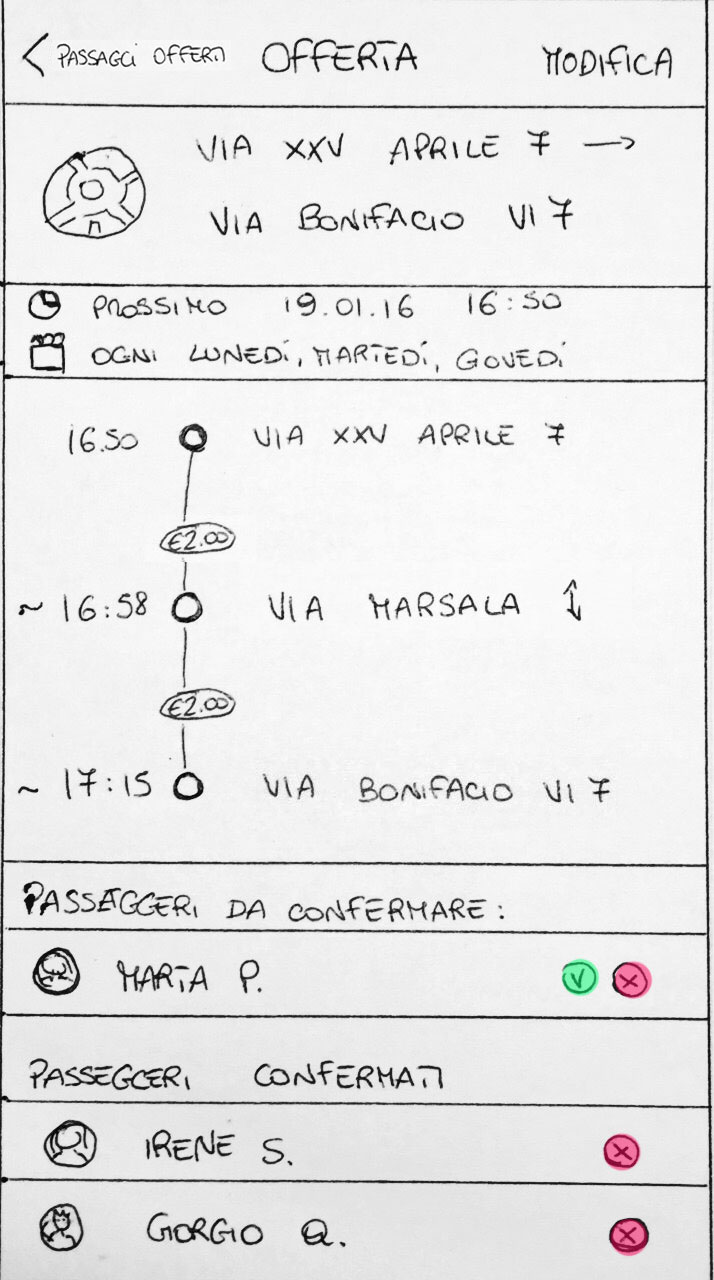 < PASSAGGI OFFERTI OFFERTA MODIFICA
VIA XXV APRILE 7 →
VIA BONIFACIO VI 7
PROSSIMO 19.01.16 16:50
OGNI LUNEDÌ, MARTEDÌ, GOVEDÌ
16.50 VIA XXV APRILE 7
€2.00
~ 16:58 VIA MARSALA ↕
€2.00
~ 17:15 VIA BONIFACIO VI 7
PASSEGGERI DA CONFERMARE:
MARTA P. V X
PASSEGGERI CONFERMATI
IRENE S. X
GIORGIO Q. X